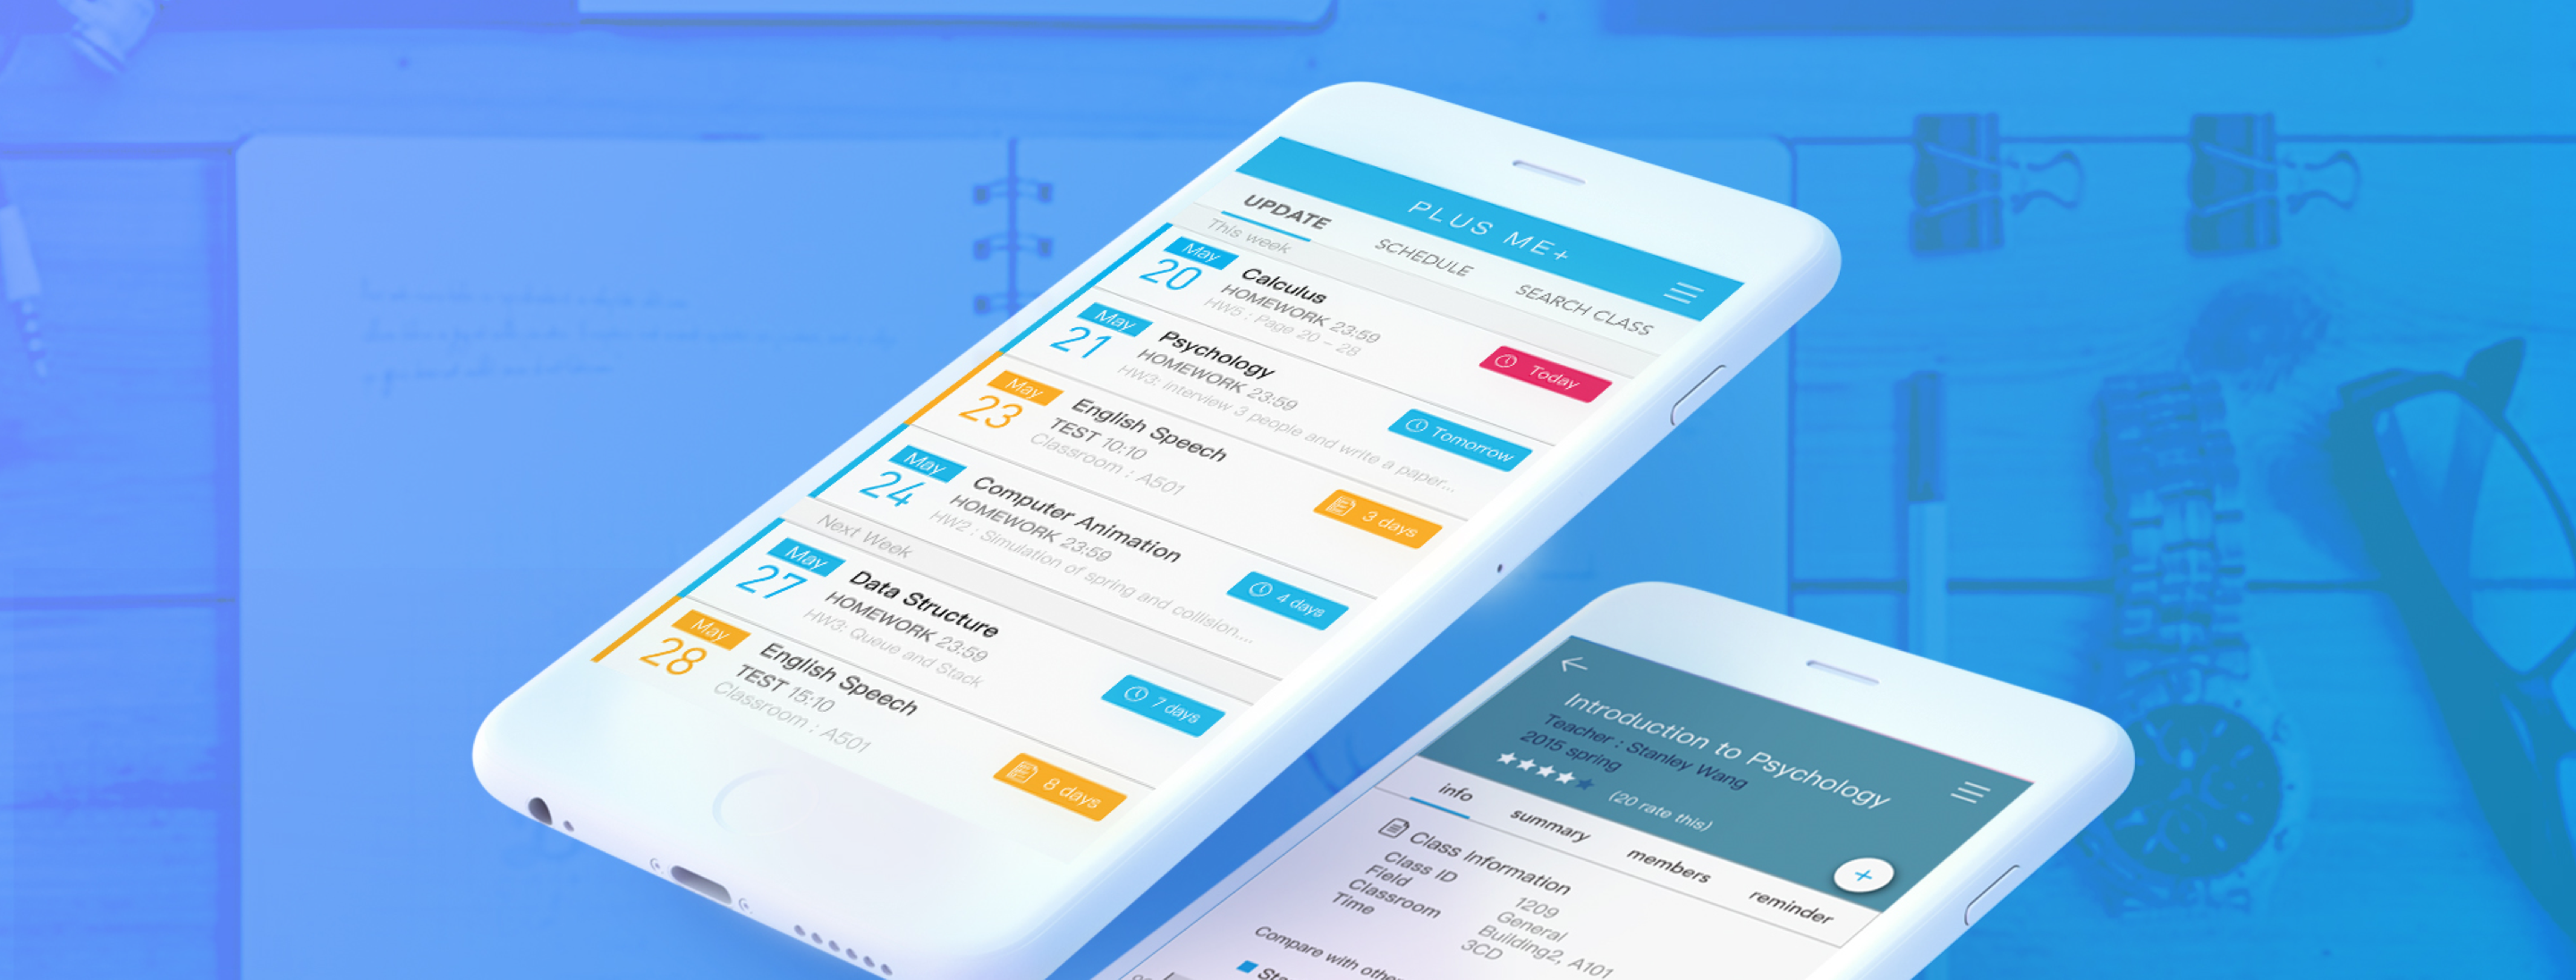 PLUS ME+
UPDATE
SCHEDULE
SEARCH CLASS
This week
May
20
Calculus
HOMEWORK 23:59
HW5 : Page 20 – 28
Today
May
21
Psychology
HOMEWORK 23:59
HW3: Interview 3 people and write a paper...
Tomorrow
May
23
English Speech
TEST 10:10
Classroom : A501
3 days
May
24
Computer Animation
HOMEWORK 23:59
HW2 : Simulation of spring and collision....
4 days
Next Week
May
27
Data Structure
HOMEWORK 23:59
HW3: Queue and Stack
7 days
May
28
English Speech
TEST 15:10
Classroom : A501
8 days
Introduction to Psychology
Teacher : Stanley Wang
2015 spring
(20 rate this)
info
summary
members
reminder
Class Information
Class ID 1209
Field General
Classroom Building2, A101
Time 3CD
Compare with